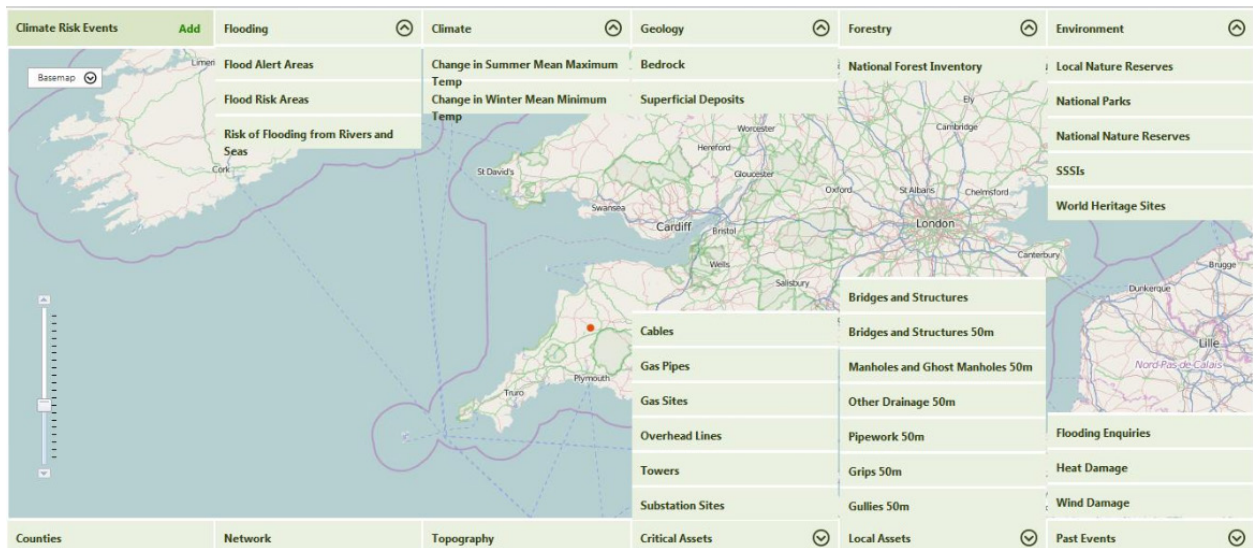 Climate Risk Events Add Flooding Climate Geology Forestry Environment
Basemap
Flood Alert Areas
Flood Risk Areas
Risk of Flooding from Rivers and
Seas
Change in Summer Mean Maximum
Temp
Change in Winter Mean Minimum
Temp
Bedrock
Superficial Deposits
National Forest Inventory
Local Nature Reserves
National Parks
National Nature Reserves
SSSIs
World Heritage Sites
Limeri
Cork
St David's
Swansea
Cardiff
Bristol
Wells
Worcester
Hereford
Gloucester
Oxford
Salisbury
Ely
Cambridge
St Albans
Chelmsford
London
Canterbury
Dunkerque
Brugge
Lille
Nord-Pas-de-Calais
Plymouth
Truro
Cables
Gas Pipes
Gas Sites
Overhead Lines
Towers
Substation Sites
Bridges and Structures
Bridges and Structures 50m
Manholes and Ghost Manholes 50m
Other Drainage 50m
Pipework 50m
Grips 50m
Gullies 50m
Flooding Enquiries
Heat Damage
Wind Damage
Counties Network Topography Critical Assets Local Assets Past Events